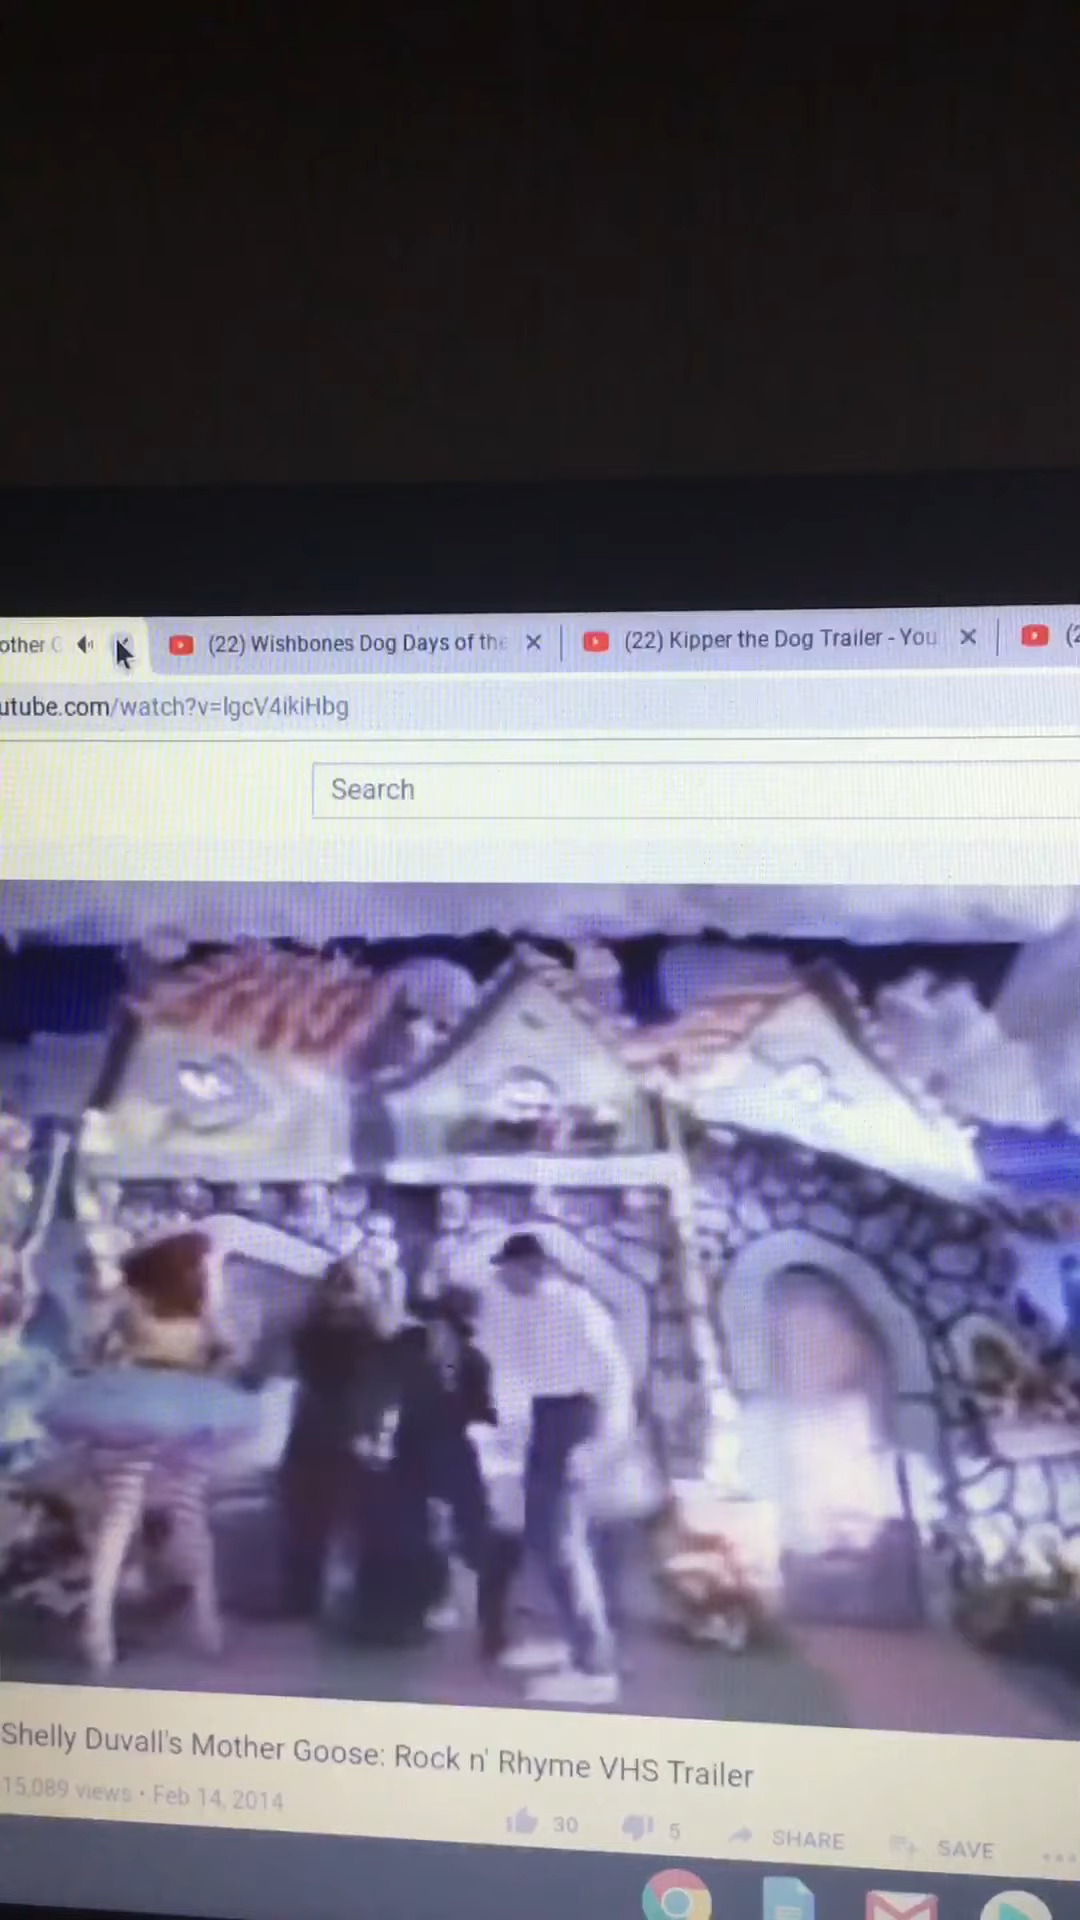 other
(22) Wishbones Dog Days of the
(22) Kipper the Dog Trailer - You
utube.com/watch?v=lgcV4ikiHbg
Search
Shelly Duvall's Mother Goose: Rock n' Rhyme VHS Trailer
15,089 views • Feb 14, 2014
30
5
SHARE
SAVE